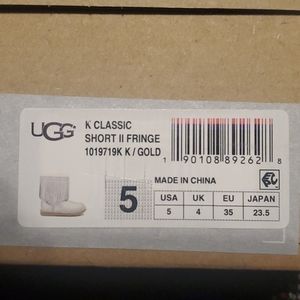 UGG
K CLASSIC
SHORT II FRINGE
1019719K K / GOLD
1 90108 89262 8
5
MADE IN CHINA
USA UK EU JAPAN
5 4 35 23.5